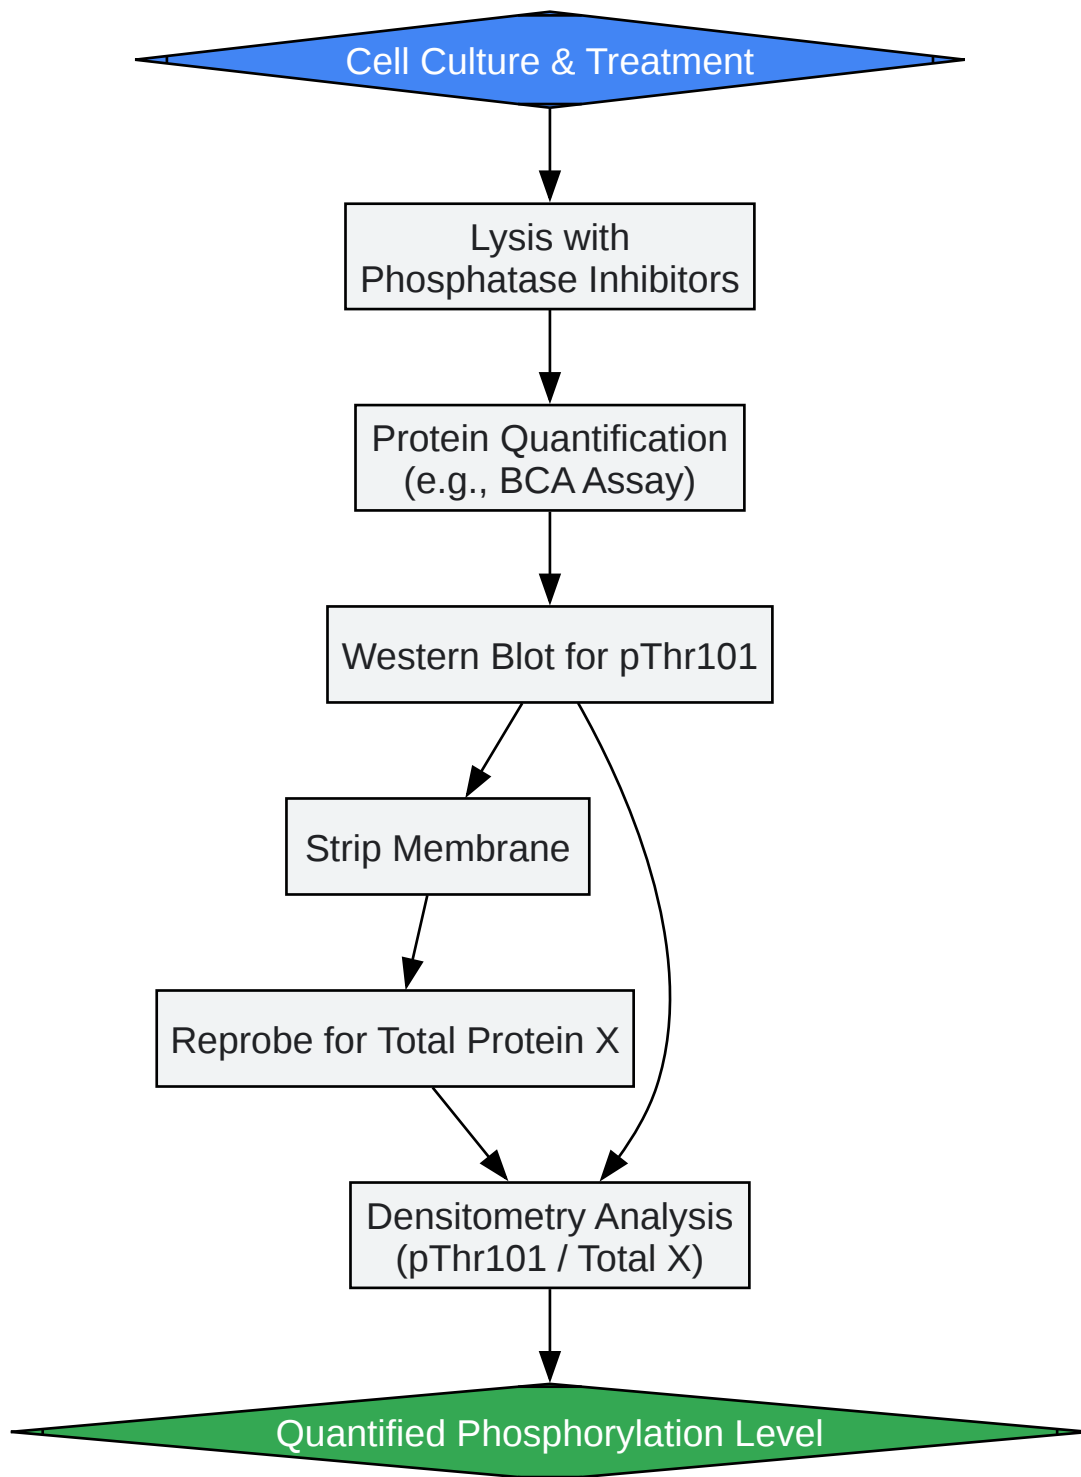 Cell Culture & Treatment
Lysis with
Phosphatase Inhibitors
Protein Quantification
(e.g., BCA Assay)
Western Blot for pThr101
Strip Membrane
Reprobe for Total Protein X
Densitometry Analysis
(pThr101 / Total X)
Quantified Phosphorylation Level